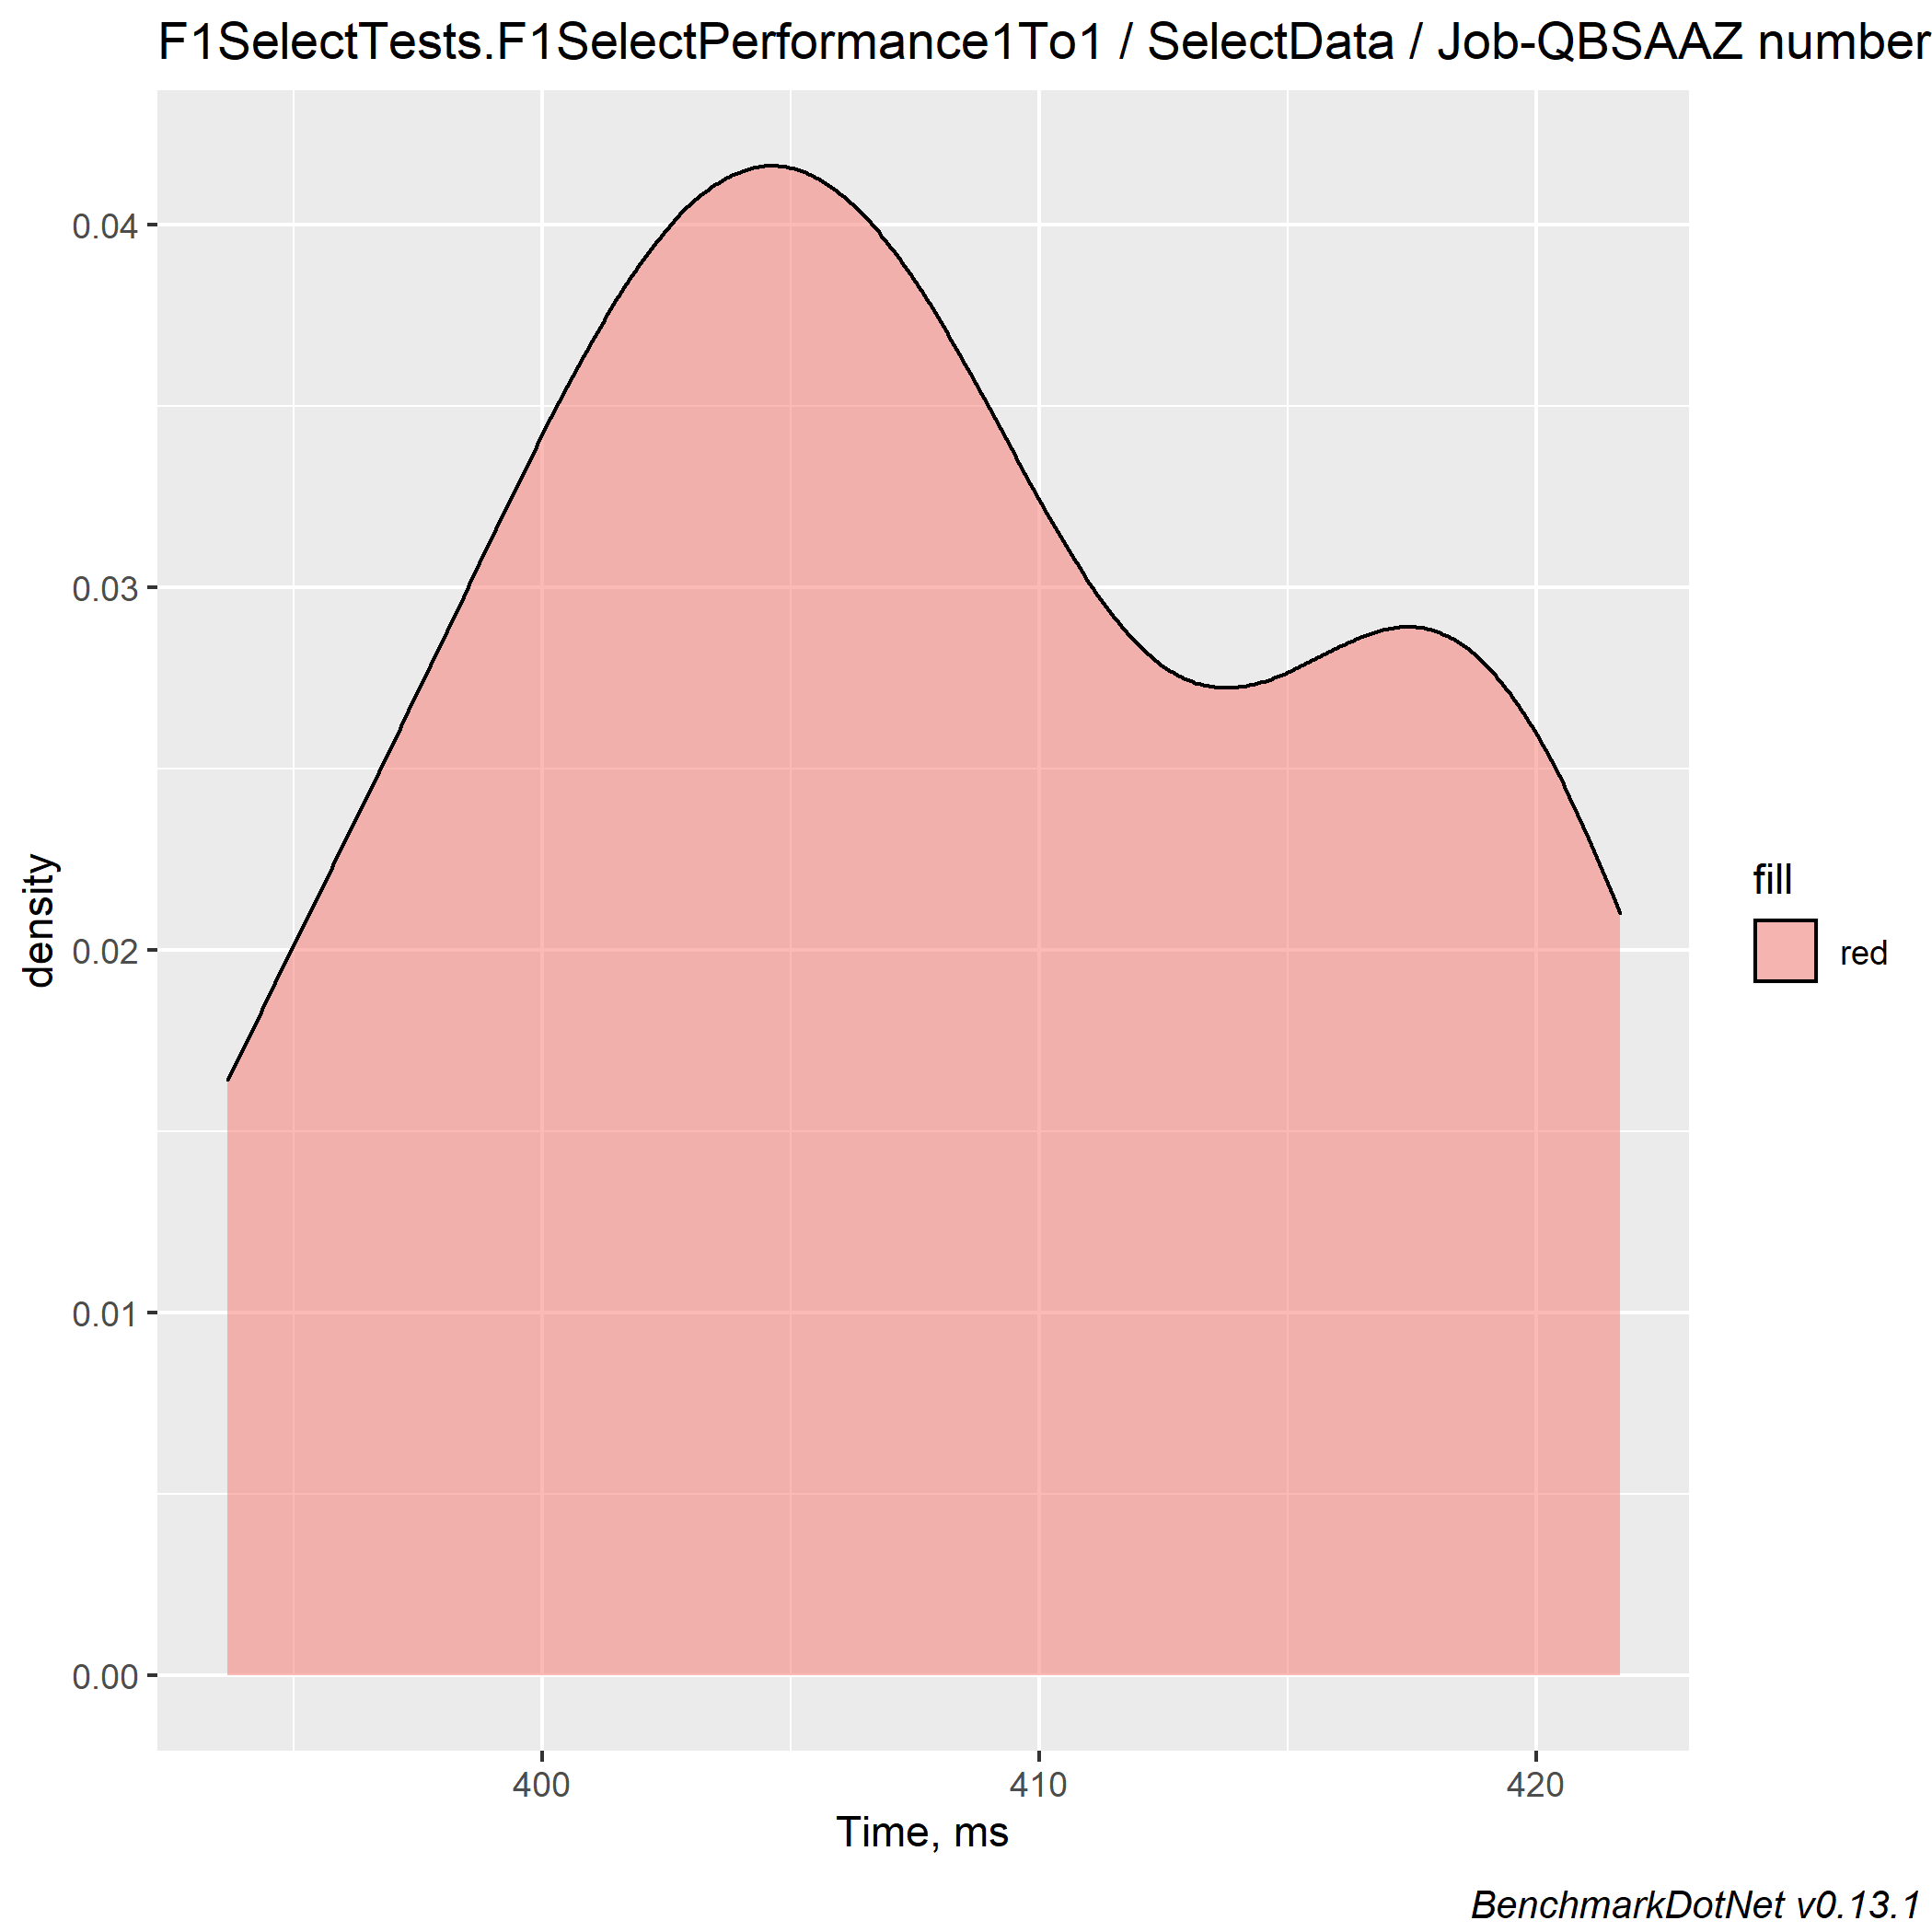 F1SelectTests.F1SelectPerformance1To1 / SelectData / Job-QBSAAZ number
0.04
0.03
0.02
0.01
0.00
density
400 410 420
Time, ms
fill
red
BenchmarkDotNet v0.13.1